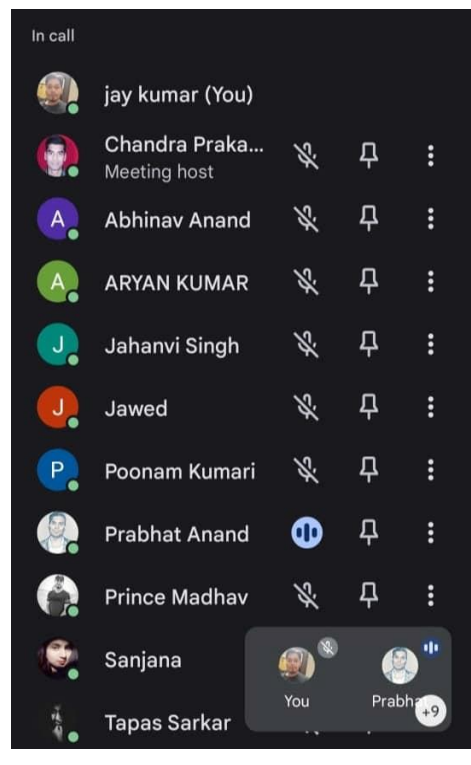 In call
jay kumar (You)
Chandra Praka...
Meeting host
A
Abhinav Anand
A
ARYAN KUMAR
J
Jahanvi Singh
J
Jawed
P
Poonam Kumari
Prabhat Anand
Prince Madhav
Sanjana
Tapas Sarkar
You
Prabhat
+9